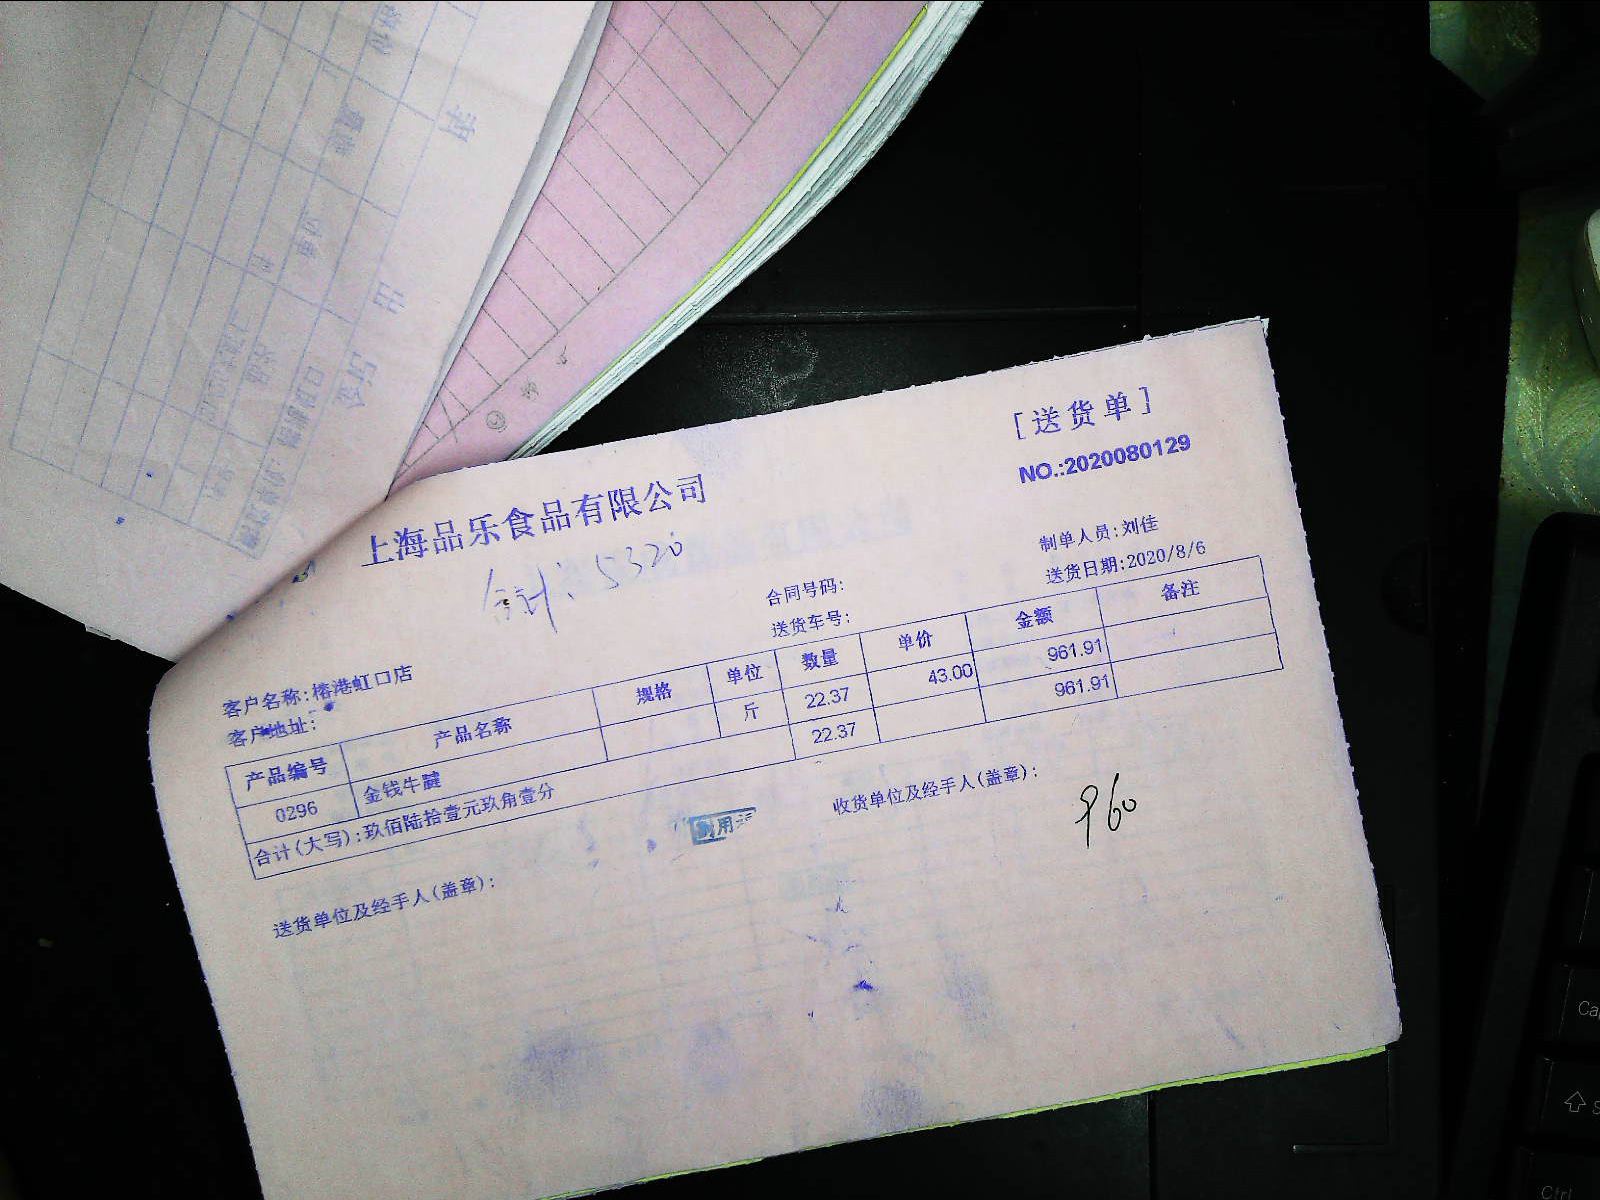 [送货单]
NO.:2020080129
上海品乐食品有限公司
合计：5320
制单人员:刘佳
合同号码:
送货日期:2020/8/6
送货车号:
客户名称:榕港虹口店
客户地址:
产品编号 产品名称 规格 单位 数量 单价 金额 备注
0296 金钱牛腱 斤 22.37 43.00 961.91
合计(大写):玖佰陆拾壹元玖角壹分 22.37 961.91
送货单位及经手人(盖章): 收货单位及经手人(盖章):
960